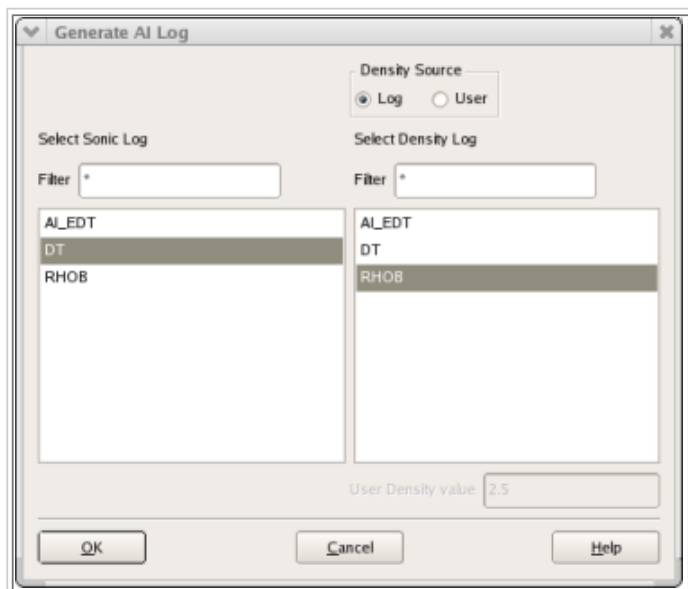 Generate AI Log
Density Source
Log User
Select Sonic Log Select Density Log
Filter * Filter *
AI_EDT AI_EDT
DT DT
RHOB RHOB
User Density value 2.5
OK Cancel Help